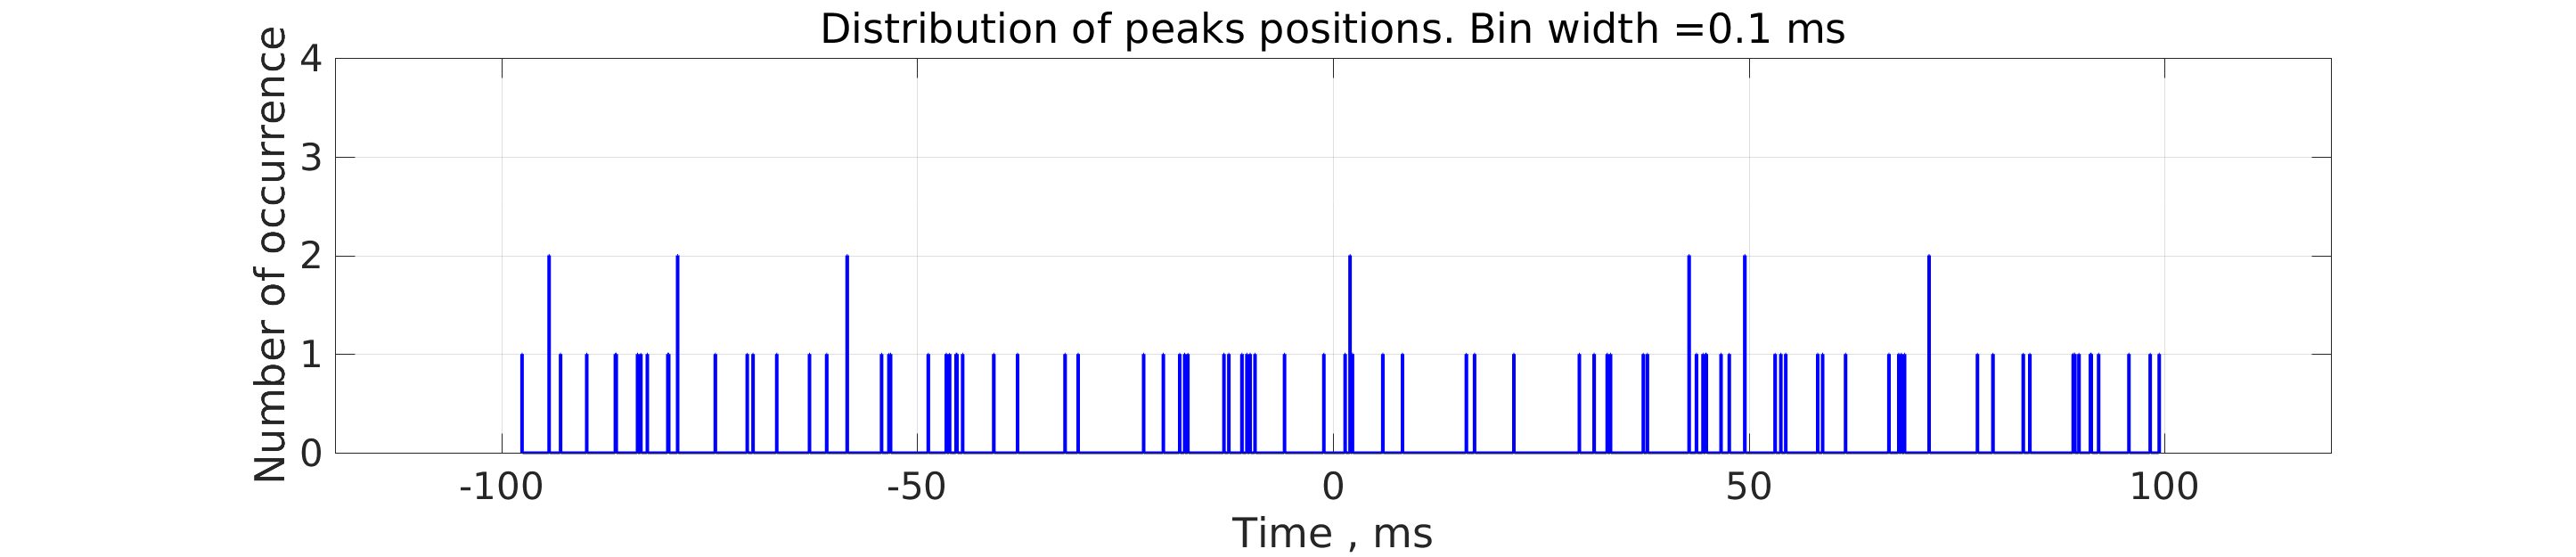 Distribution of peaks positions. Bin width =0.1 ms
Number of occurrence
4
3
2
1
0
-100 -50 0 50 100
Time , ms